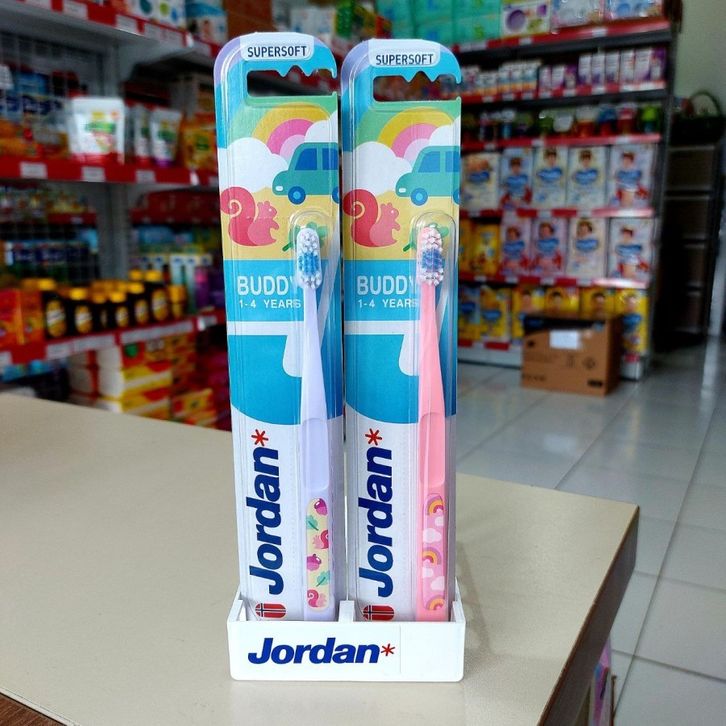 SUPERSOFT
BUDDY
1-4 YEARS
Jordan*
SUPERSOFT
BUDDY
1-4 YEARS
Jordan*
Jordan*